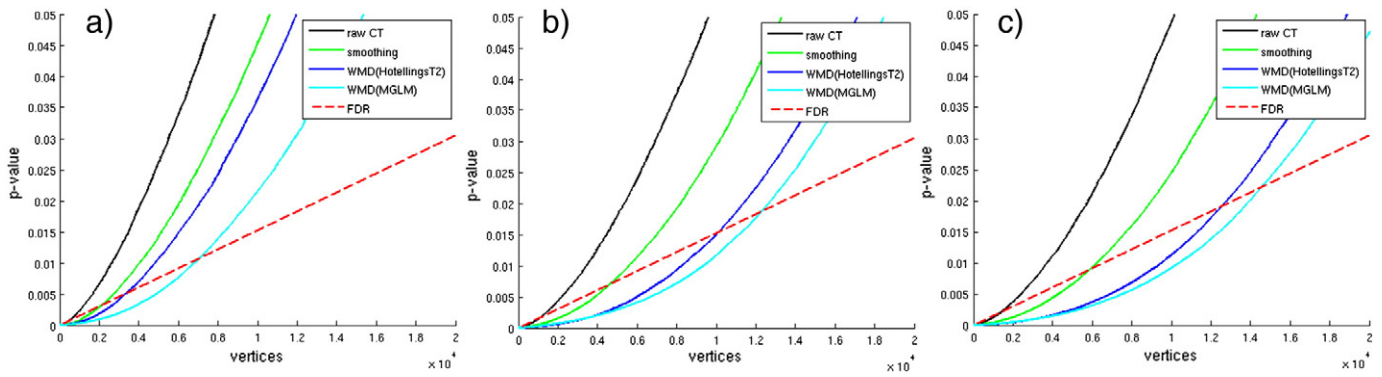 a)
raw CT
smoothing
WMD(HotellingsT2)
WMD(MGLM)
FDR
p-value
0.05
0.045
0.04
0.035
0.03
0.025
0.02
0.015
0.01
0.005
0
0 0.2 0.4 0.6 0.8 1 1.2 1.4 1.6 1.8 2
vertices
× 10⁴
b)
raw CT
smoothing
WMD(HotellingsT2)
WMD(MGLM)
FDR
p-value
0.05
0.045
0.04
0.035
0.03
0.025
0.02
0.015
0.01
0.005
0
0 0.2 0.4 0.6 0.8 1 1.2 1.4 1.6 1.8 2
vertices
× 10⁴
c)
raw CT
smoothing
WMD(HotellingsT2)
WMD(MGLM)
FDR
p-value
0.05
0.045
0.04
0.035
0.03
0.025
0.02
0.015
0.01
0.005
0
0 0.2 0.4 0.6 0.8 1 1.2 1.4 1.6 1.8 2
vertices
× 10⁴